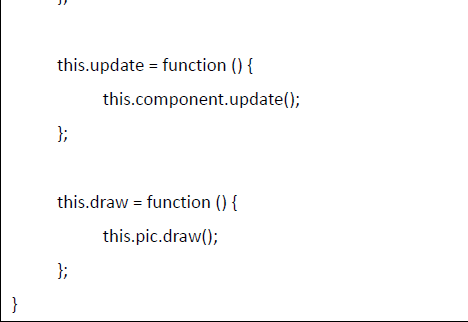 };
this.update = function () {
this.component.update();
};
this.draw = function () {
this.pic.draw();
};
}